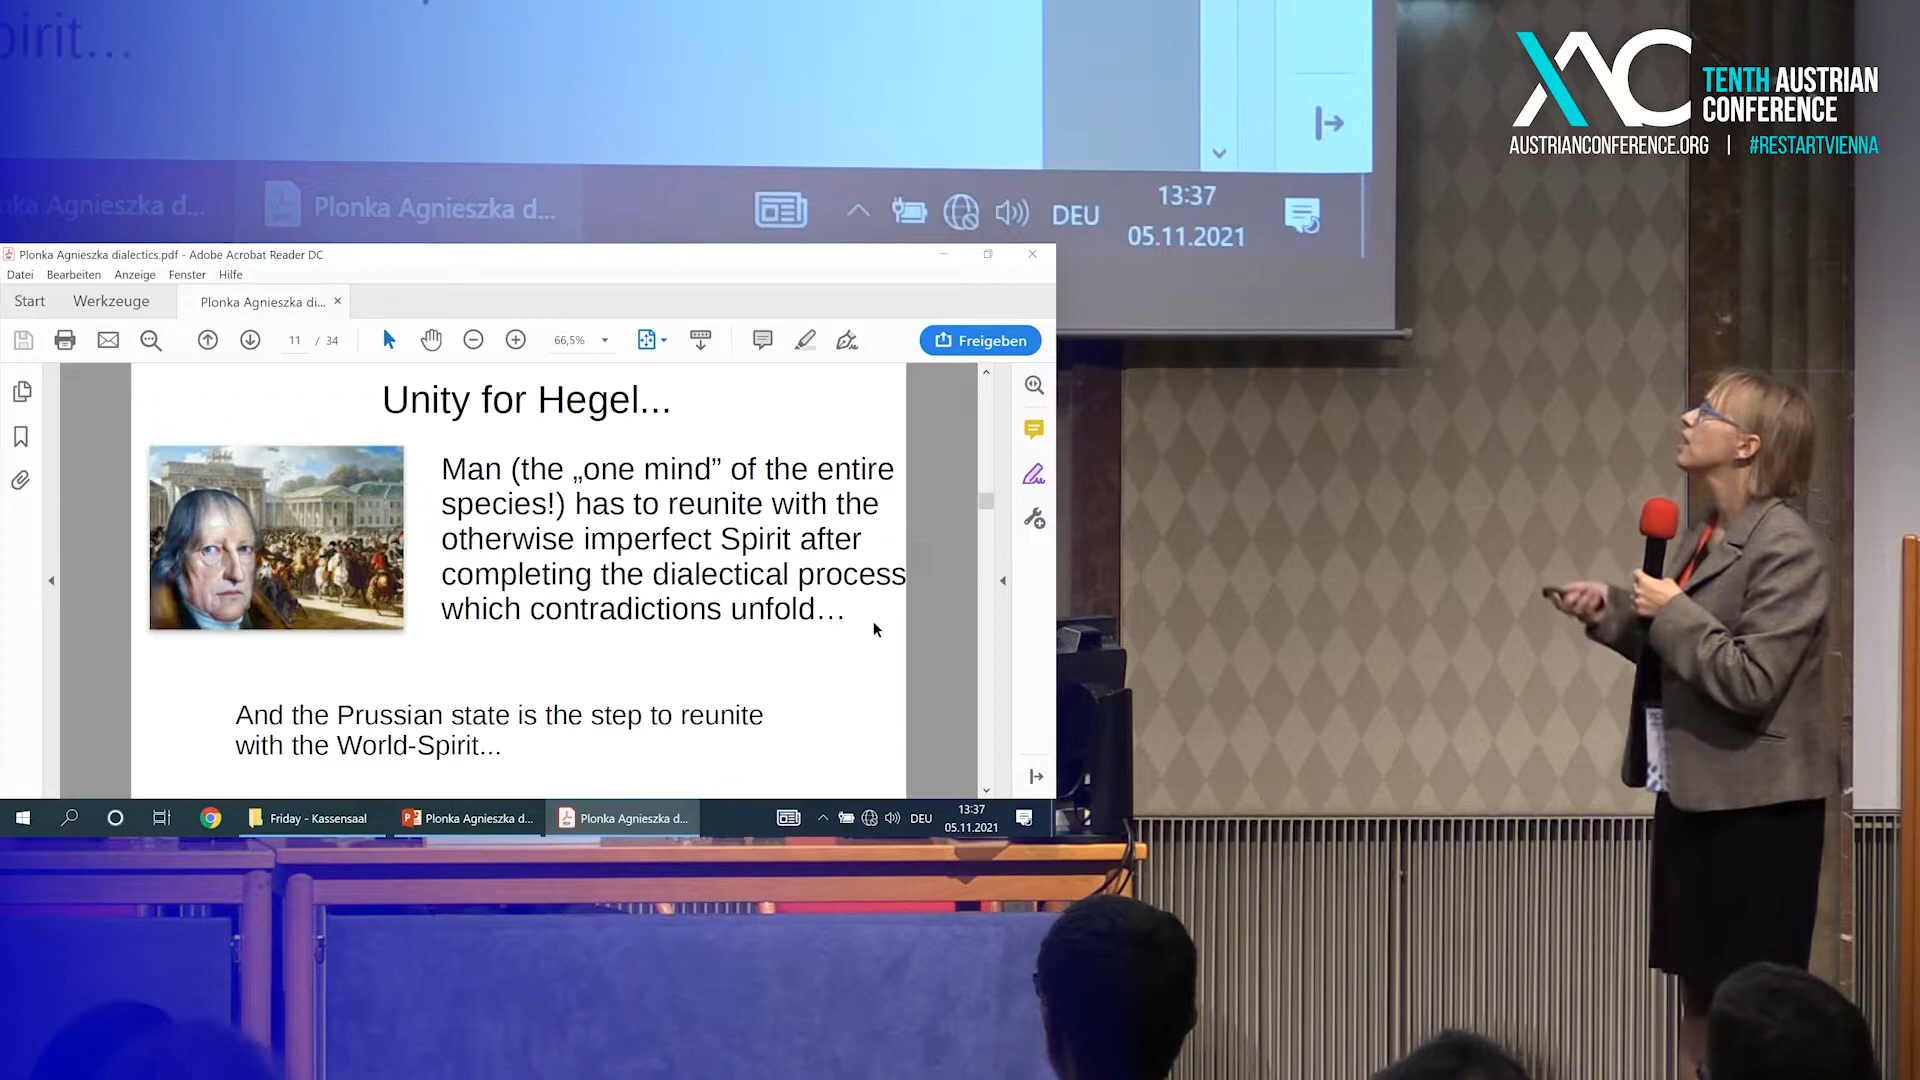 pirit...
TENTH AUSTRIAN
CONFERENCE
AUSTRIANCONFERENCE.ORG | #RESTARTVIENNA
nka Agnieszka d...
Plonka Agnieszka d...
DEU
13:37
05.11.2021
Plonka Agnieszka dialectics.pdf - Adobe Acrobat Reader DC
Datei Bearbeiten Anzeige Fenster Hilfe
Start Werkzeuge Plonka Agnieszka di... ×
11 / 34 66,5% Freigeben
Unity for Hegel...
Man (the „one mind” of the entire
species!) has to reunite with the
otherwise imperfect Spirit after
completing the dialectical process
which contradictions unfold…
And the Prussian state is the step to reunite
with the World-Spirit...
Friday - Kassensaal
Plonka Agnieszka d...
Plonka Agnieszka d...
DEU
13:37
05.11.2021